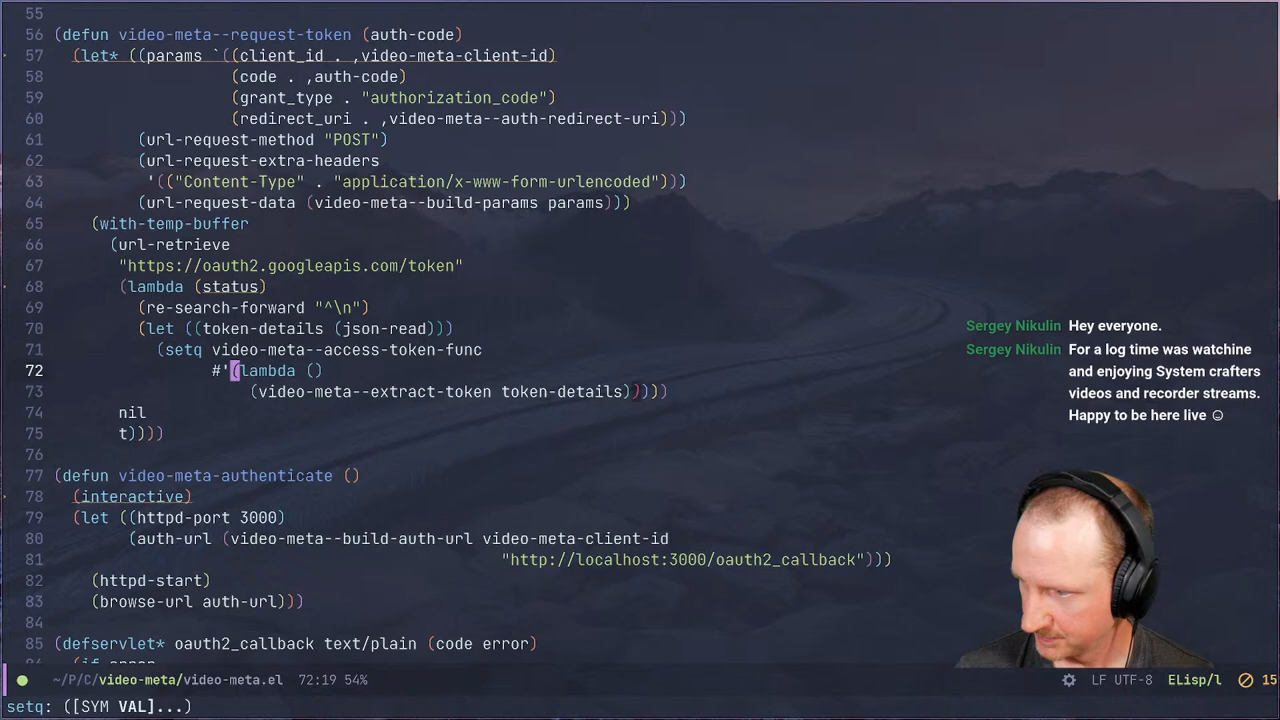 55
56 (defun video-meta--request-token (auth-code)
57   (let* ((params `((client_id . ,video-meta-client-id)
58                    (code . ,auth-code)
59                    (grant_type . "authorization_code")
60                    (redirect_uri . ,video-meta--auth-redirect-uri)))
61          (url-request-method "POST")
62          (url-request-extra-headers
63           '(("Content-Type" . "application/x-www-form-urlencoded")))
64          (url-request-data (video-meta--build-params params)))
65     (with-temp-buffer
66       (url-retrieve
67        "https://oauth2.googleapis.com/token"
68        (lambda (status)
69          (re-search-forward "^\n")
70          (let ((token-details (json-read)))
71            (setq video-meta--access-token-func
72                  #'(lambda ()
73                      (video-meta--extract-token token-details)))))
74        nil
75        t))))
76
77 (defun video-meta-authenticate ()
78   (interactive)
79   (let ((httpd-port 3000)
80         (auth-url (video-meta--build-auth-url video-meta-client-id
81                                                 "http://localhost:3000/oauth2_callback")))
82     (httpd-start)
83     (browse-url auth-url)))
84
85 (defservlet* oauth2_callback text/plain (code error)
86   (if error
Sergey Nikulin Hey everyone.
Sergey Nikulin For a log time was watchine
and enjoying System crafters
videos and recorder streams.
Happy to be here live ☺
~/P/C/video-meta/video-meta.el 72:19 54% LF UTF-8 ELisp/l 15
setq: ([SYM VAL]...)